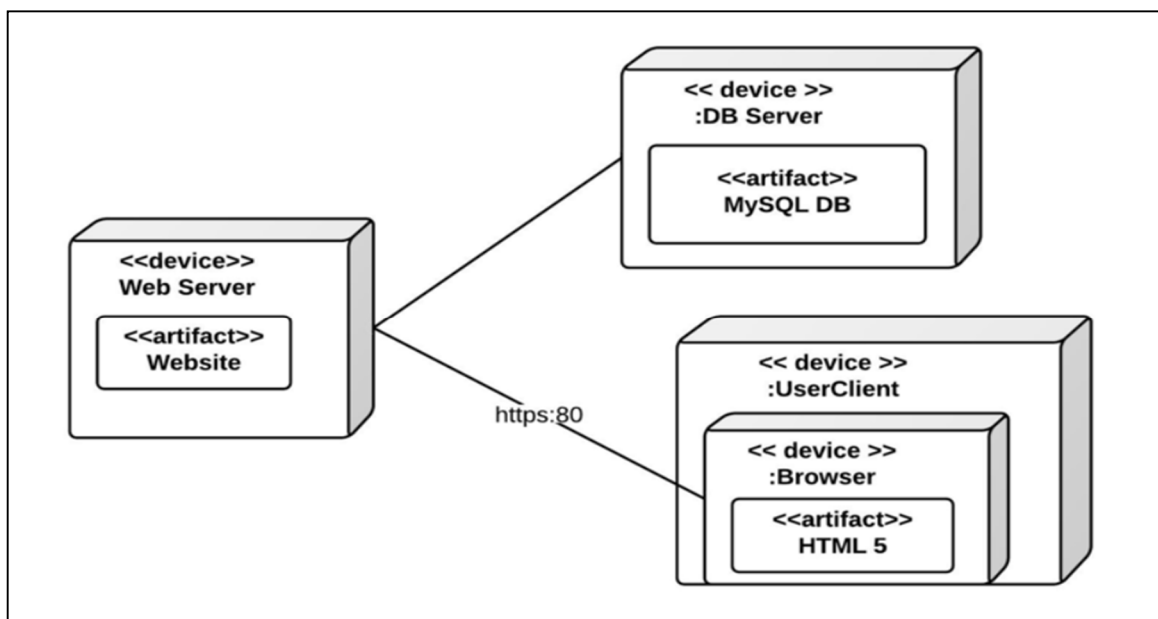 <<device>>
Web Server
<<artifact>>
Website
https:80
<< device >>
:DB Server
<<artifact>>
MySQL DB
<< device >>
:UserClient
<< device >>
:Browser
<<artifact>>
HTML 5